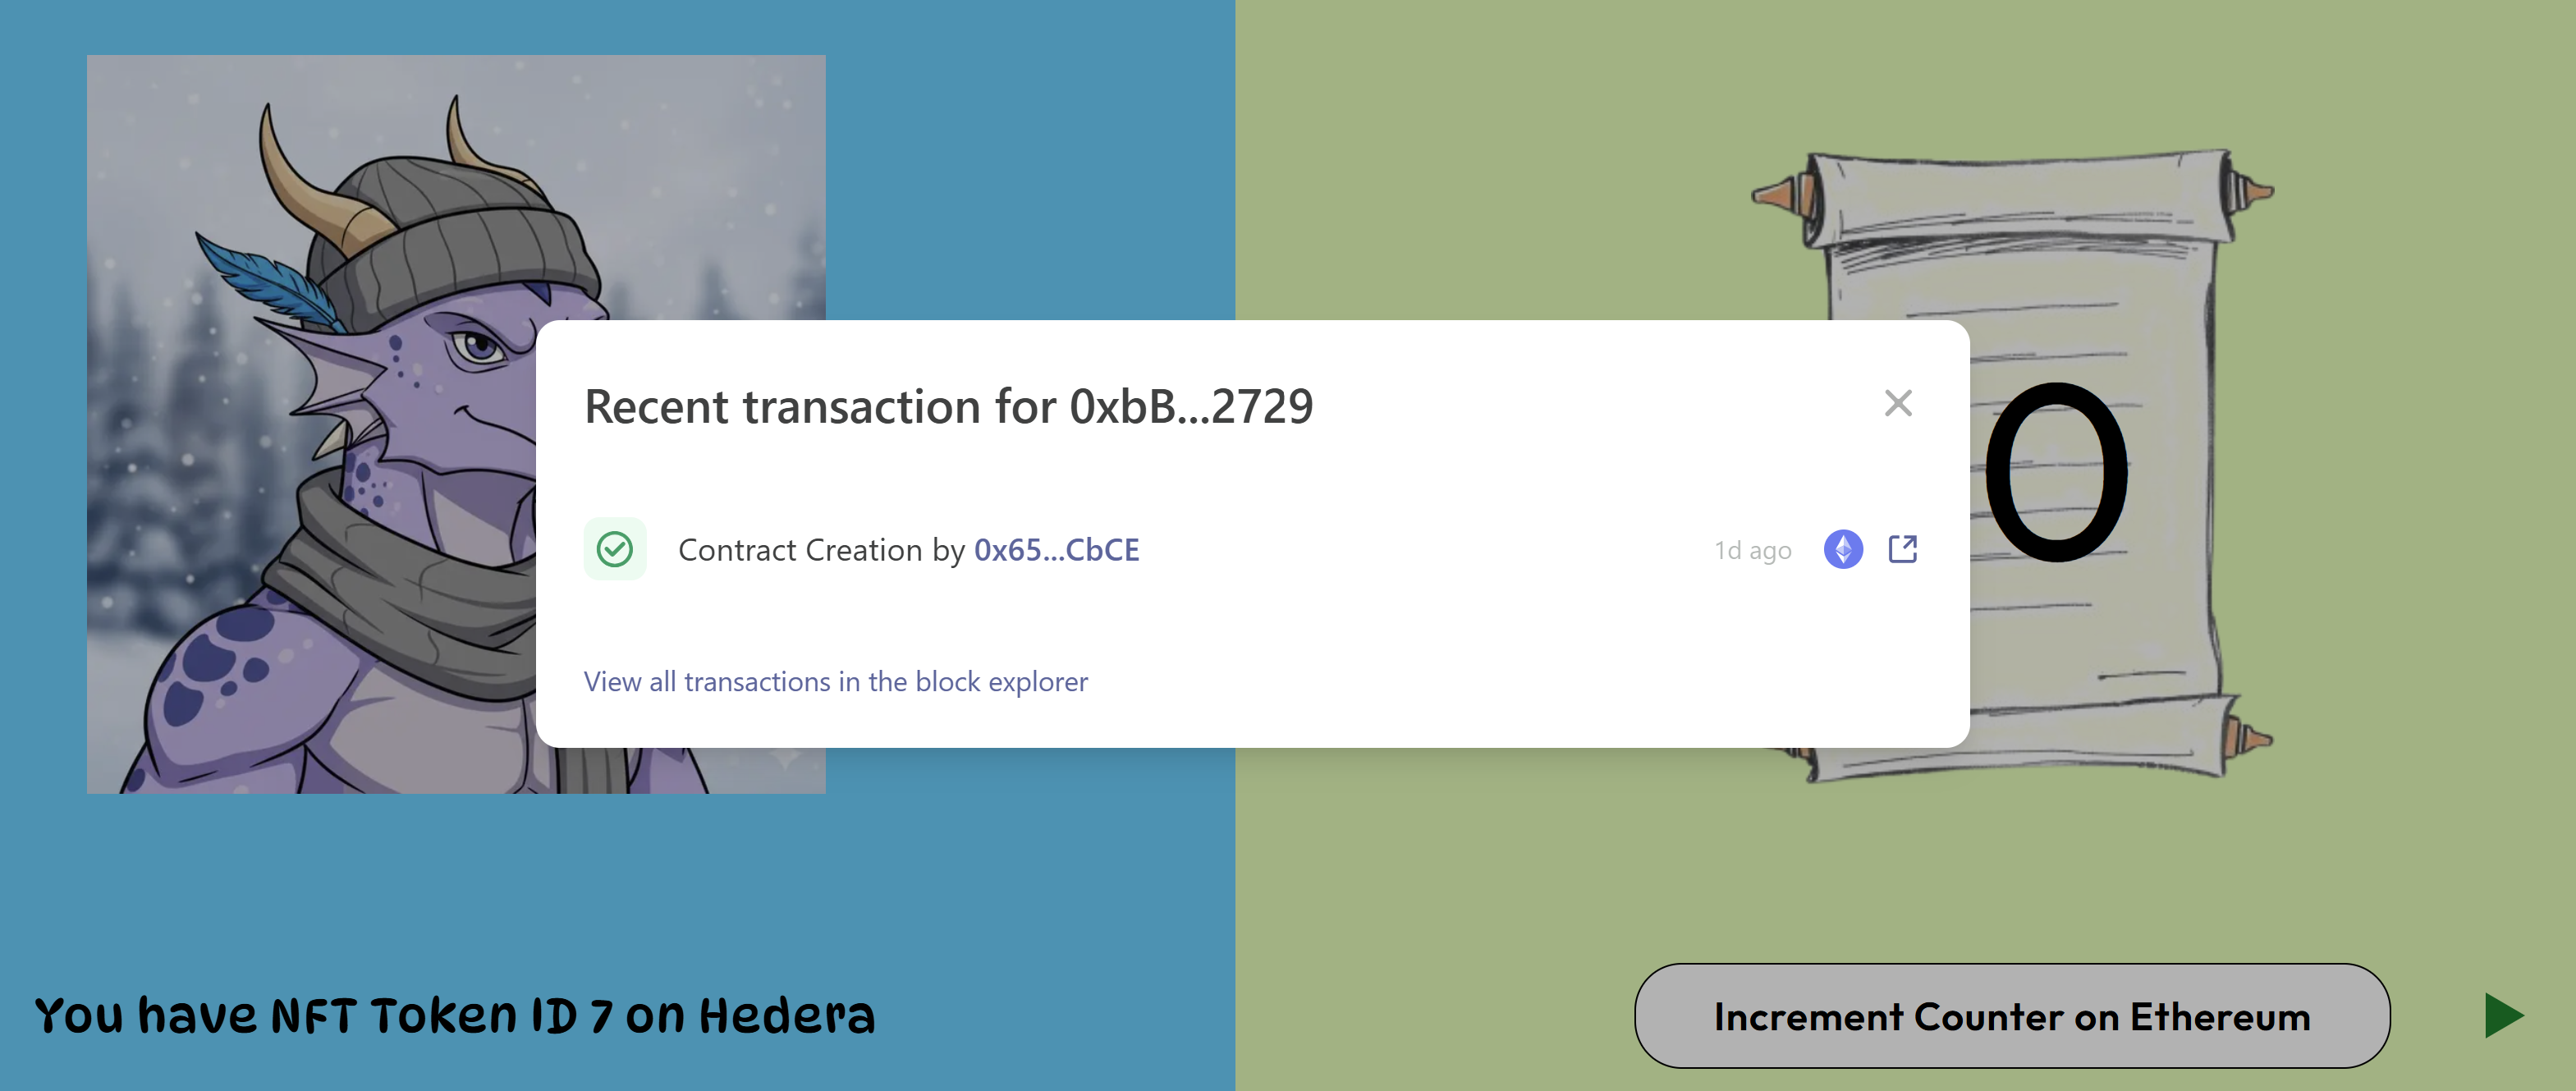 Recent transaction for 0xbB...2729
Contract Creation by 0x65...CbCE
1d ago
View all transactions in the block explorer
0
You have NFT Token ID 7 on Hedera
Increment Counter on Ethereum